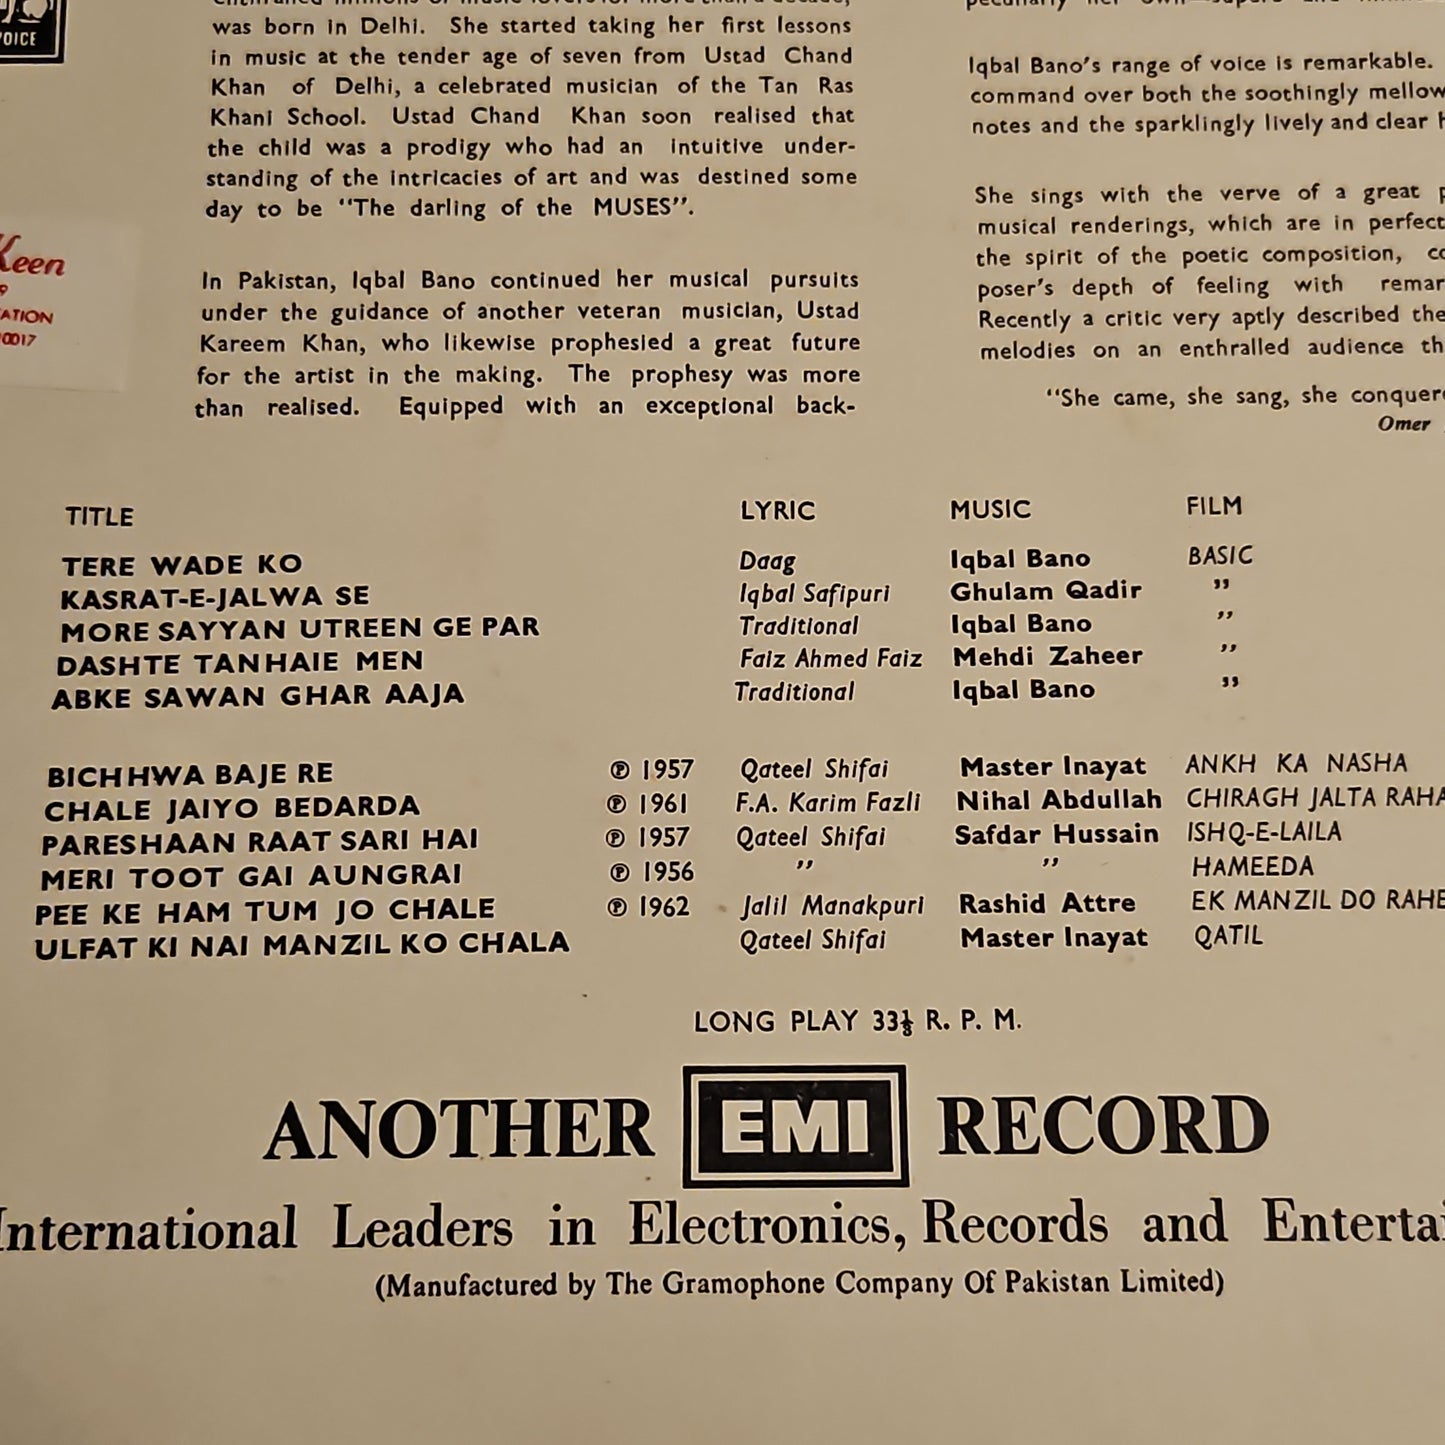 VOICE
was born in Delhi. She started taking her first lessons
in music at the tender age of seven from Ustad Chand
Khan of Delhi, a celebrated musician of the Tan Ras
Khani School. Ustad Chand Khan soon realised that
the child was a prodigy who had an intuitive under-
standing of the intricacies of art and was destined some
day to be "The darling of the MUSES".
In Pakistan, Iqbal Bano continued her musical pursuits
under the guidance of another veteran musician, Ustad
Kareem Khan, who likewise prophesied a great future
for the artist in the making. The prophesy was more
than realised. Equipped with an exceptional back-
Iqbal Bano's range of voice is remarkable.
command over both the soothingly mellow
notes and the sparklingly lively and clear
She sings with the verve of a great
musical renderings, which are in perfect
the spirit of the poetic composition,
poser's depth of feeling with remar
Recently a critic very aptly described the
melodies on an enthralled audience
"She came, she sang, she conquer
Omer
Keen
ATION
0017
TITLE LYRIC MUSIC FILM
TERE WADE KO Daag Iqbal Bano BASIC
KASRAT-E-JALWA SE Iqbal Safipuri Ghulam Qadir "
MORE SAYYAN UTREEN GE PAR Traditional Iqbal Bano "
DASHTE TANHAIE MEN Faiz Ahmed Faiz Mehdi Zaheer "
ABKE SAWAN GHAR AAJA Traditional Iqbal Bano "
BICHHWA BAJE RE ℗ 1957 Qateel Shifai Master Inayat ANKH KA NASHA
CHALE JAIYO BEDARDA ℗ 1961 F.A. Karim Fazli Nihal Abdullah CHIRAGH JALTA RAHA
PARESHAAN RAAT SARI HAI ℗ 1957 Qateel Shifai Safdar Hussain ISHQ-E-LAILA
MERI TOOT GAI AUNGRAI ℗ 1956 " " HAMEEDA
PEE KE HAM TUM JO CHALE ℗ 1962 Jalil Manakpuri Rashid Attre EK MANZIL DO RAHE
ULFAT KI NAI MANZIL KO CHALA Qateel Shifai Master Inayat QATIL
LONG PLAY 33⅓ R. P. M.
ANOTHER EMI RECORD
International Leaders in Electronics, Records and Entertai
(Manufactured by The Gramophone Company Of Pakistan Limited)